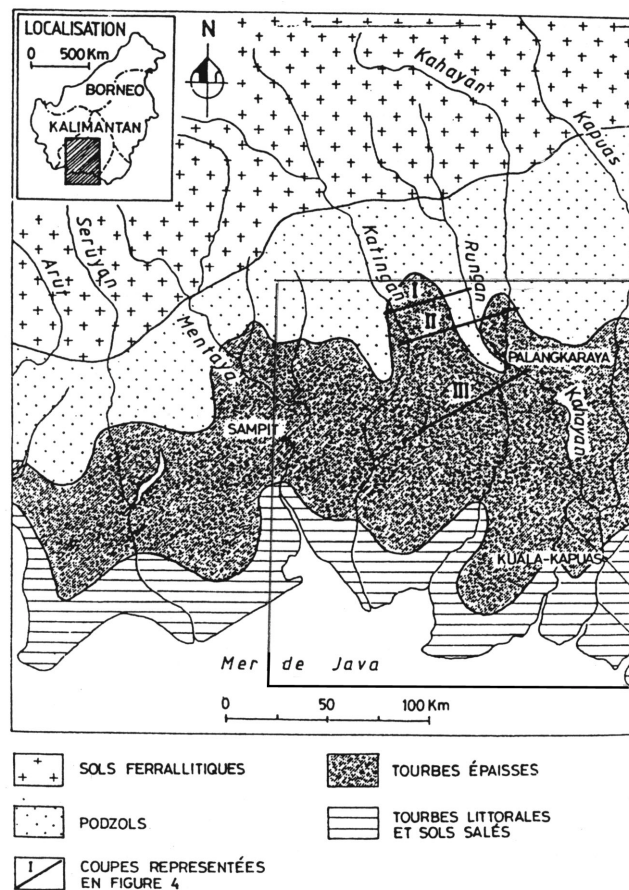 LOCALISATION
0 500 Km
BORNEO
KALIMANTAN
N
Kahayan
Kapuas
Seruyan
Arut
Mentaya
Katingan
Rungan
I
II
PALANGKARAYA
III
SAMPIT
Kahayan
KUALA-KAPUAS
Mer de Java
0 50 100 Km
SOLS FERRALLITIQUES
TOURBES ÉPAISSES
PODZOLS
TOURBES LITTORALES
ET SOLS SALÉS
I
COUPES REPRESENTÉES
EN FIGURE 4